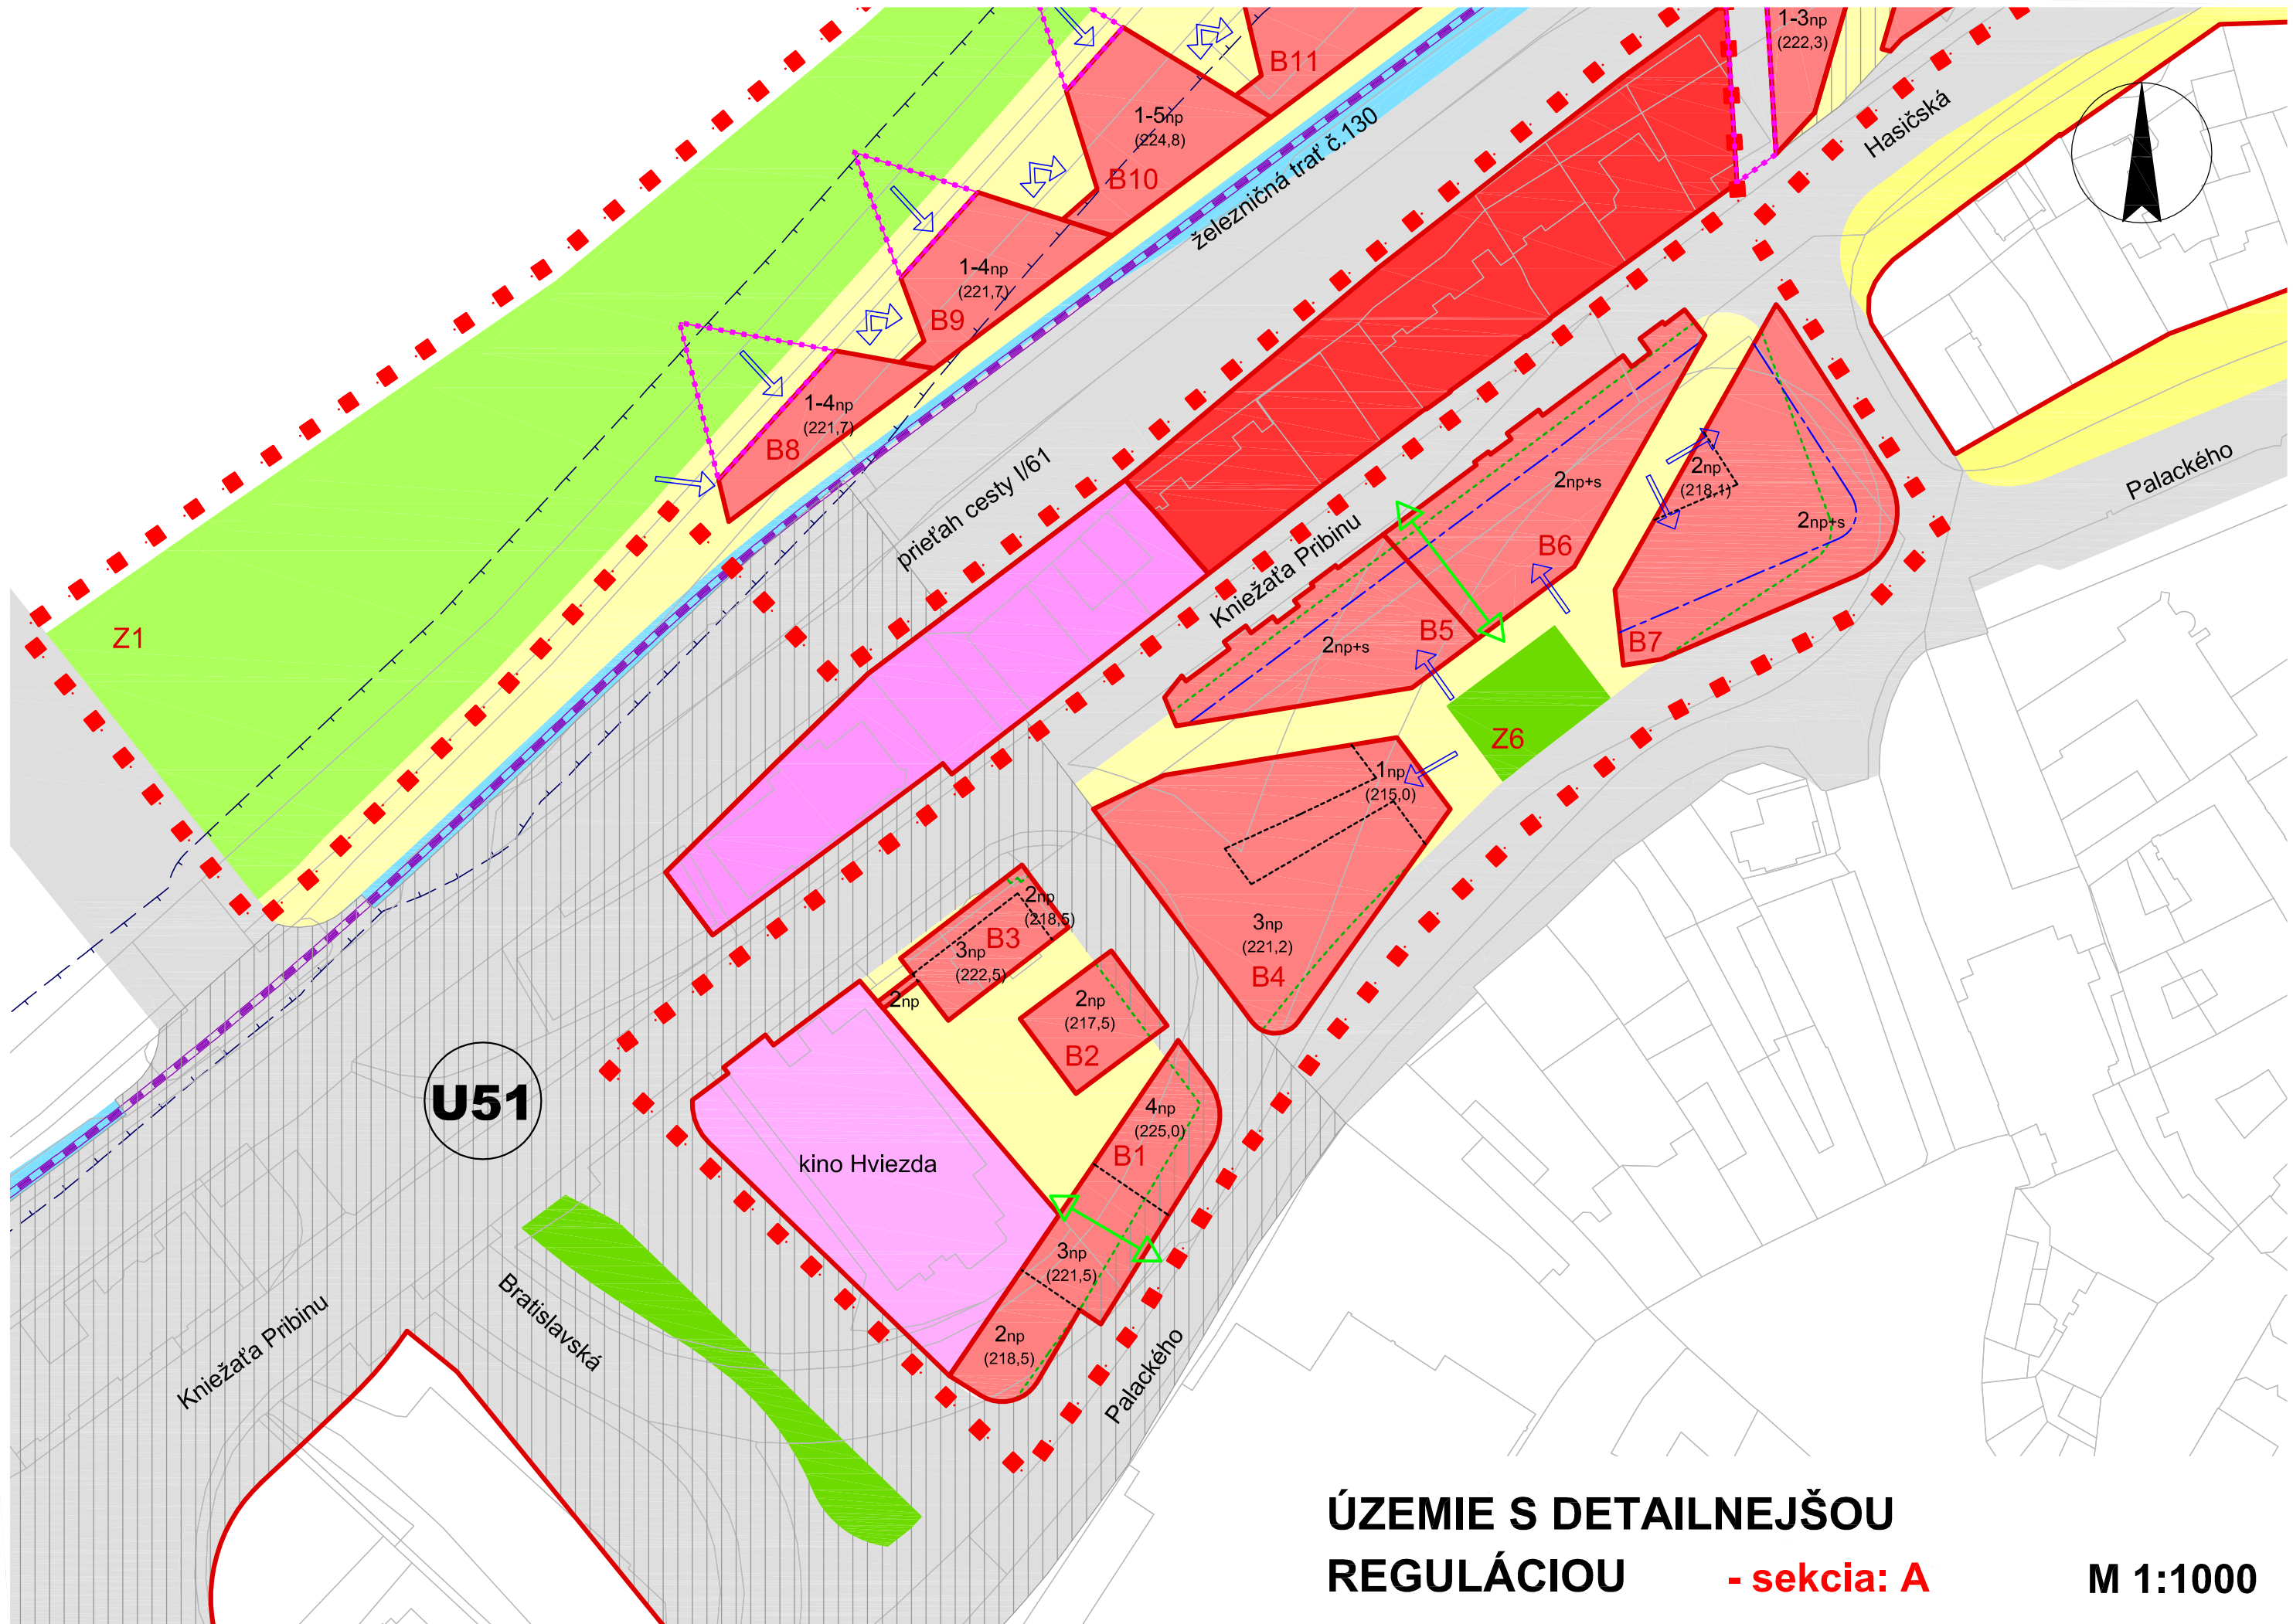 1-3np
(222,3)
B11
1-5np
(224,8)
B10
Hasičská
železničná trať č.130
1-4np
(221,7)
B9
1-4np
(221,7)
B8
prieťah cesty I/61
Palackého
2np
(218,1)
2np+s
2np+s
B6
B7
Kniežaťa Pribinu
B5
2np+s
Z1
Z6
1np
(215,0)
3np
(221,2)
B4
2np
(218,5)
B3
3np
(222,5)
2np
2np
(217,5)
B2
U51
4np
(225,0)
B1
kino Hviezda
3np
(221,5)
2np
(218,5)
Bratislavská
Kniežaťa Pribinu
Palackého
ÚZEMIE S DETAILNEJŠOU
REGULÁCIOU - sekcia: A M 1:1000